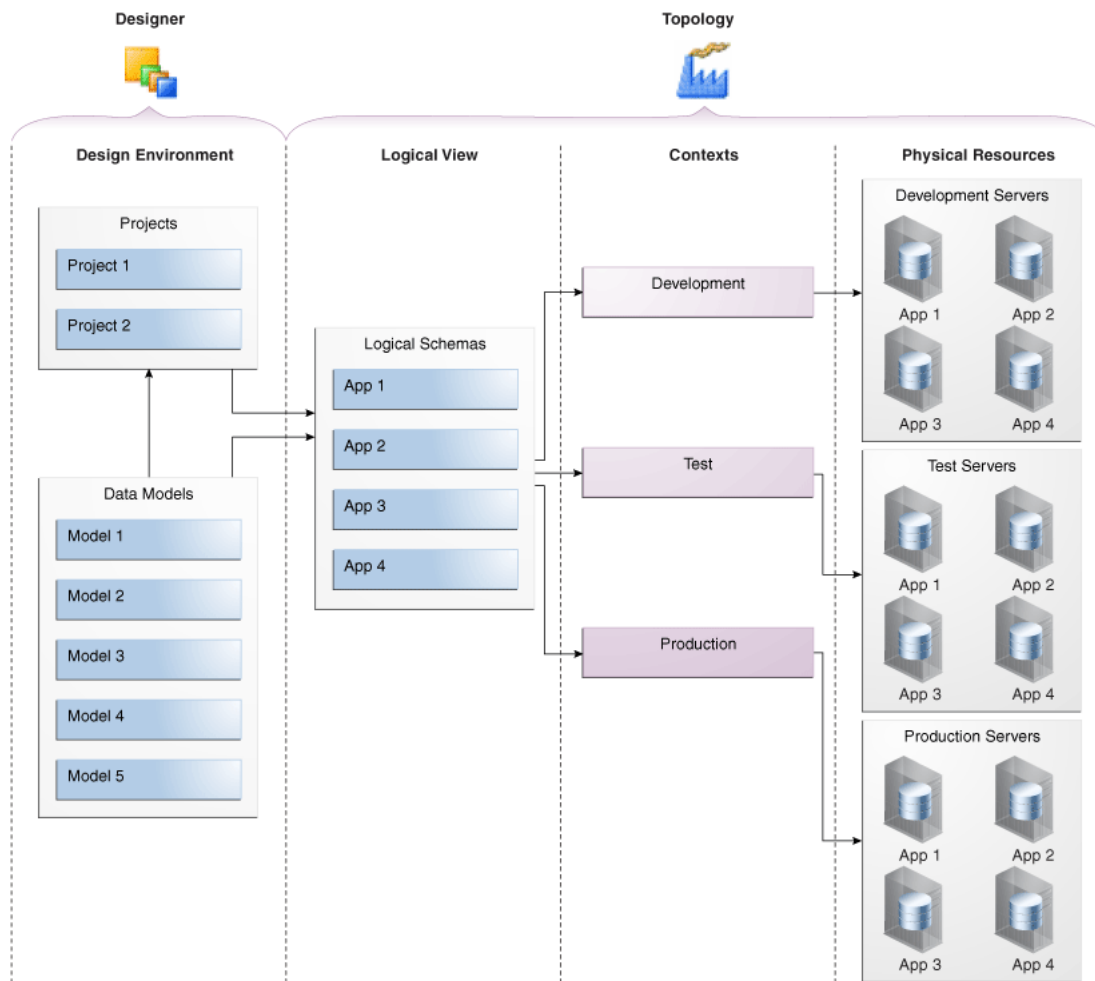 Designer
Topology
Design Environment
Logical View
Contexts
Physical Resources
Projects
Project 1
Project 2
Data Models
Model 1
Model 2
Model 3
Model 4
Model 5
Logical Schemas
App 1
App 2
App 3
App 4
Development
Test
Production
Development Servers
App 1
App 2
App 3
App 4
Test Servers
App 1
App 2
App 3
App 4
Production Servers
App 1
App 2
App 3
App 4